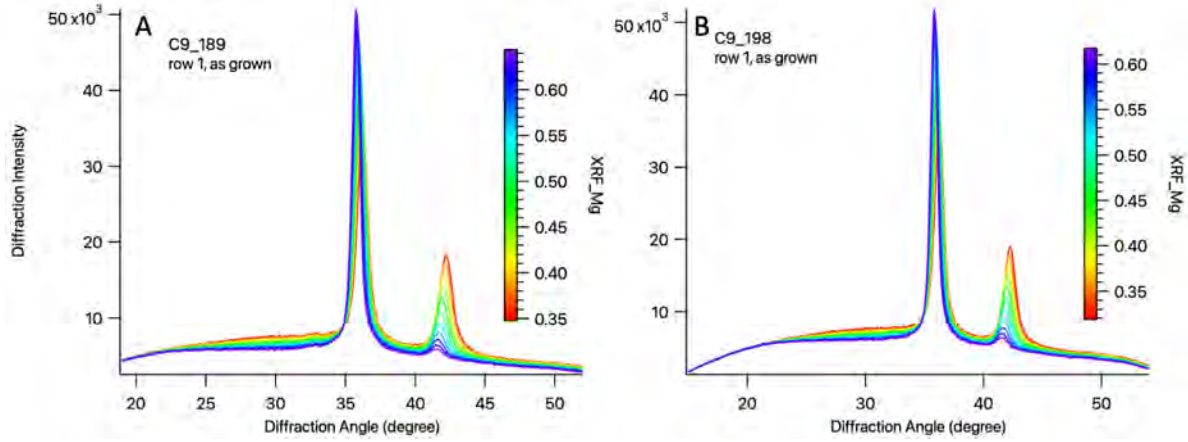 A
C9_189
row 1, as grown
50 x10³
40
30
20
10
Diffraction Intensity
20
25
30
35
40
45
50
Diffraction Angle (degree)
0.60
0.55
0.50
0.45
0.40
0.35
XRF_Mg
B
C9_198
row 1, as grown
50 x10³
40
30
20
10
20
30
40
50
Diffraction Angle (degree)
0.60
0.55
0.50
0.45
0.40
0.35
XRF_Mg